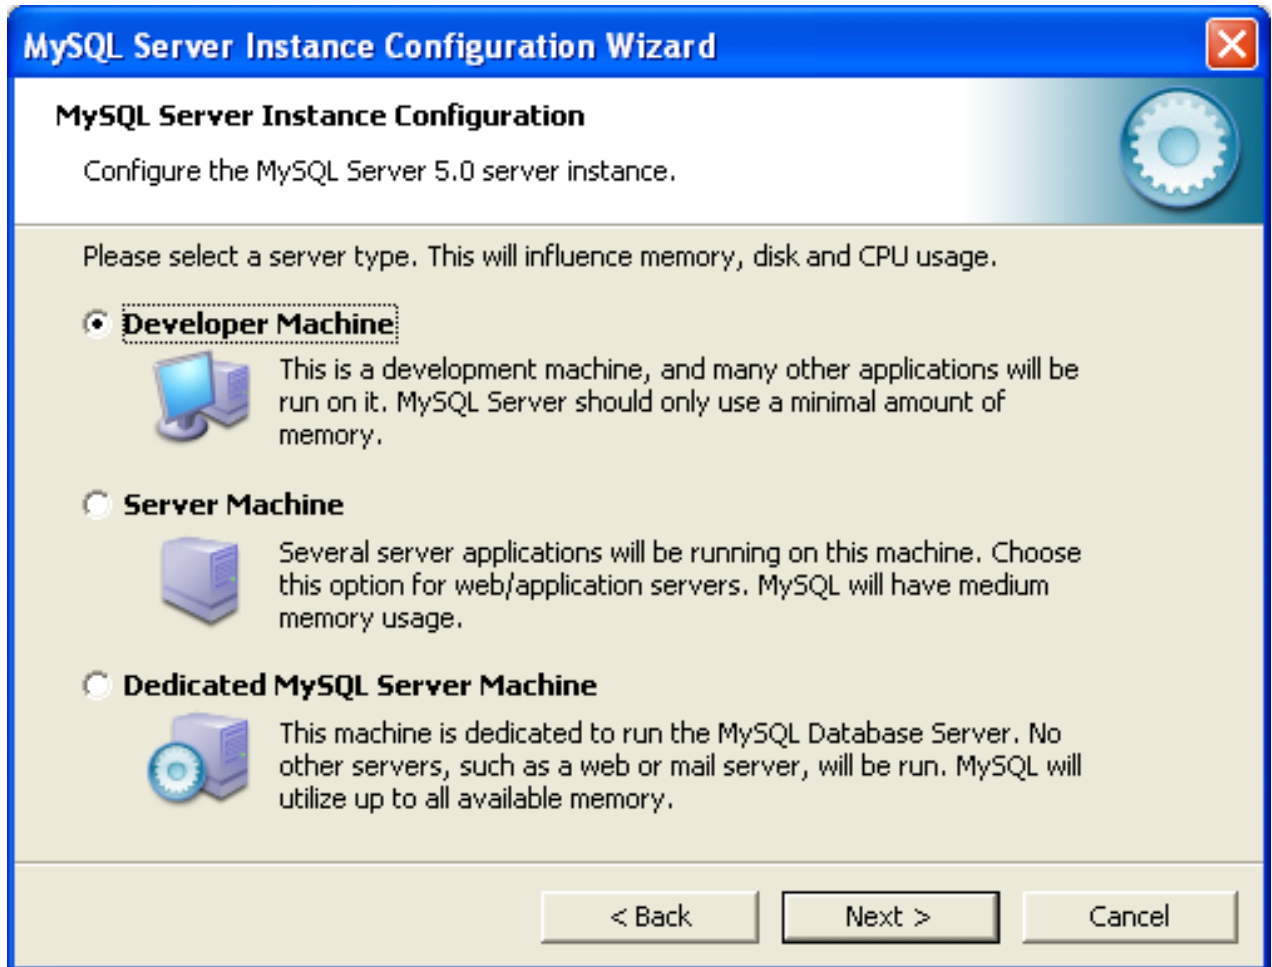 MySQL Server Instance Configuration Wizard
MySQL Server Instance Configuration
Configure the MySQL Server 5.0 server instance.
Please select a server type. This will influence memory, disk and CPU usage.
Developer Machine
This is a development machine, and many other applications will be
run on it. MySQL Server should only use a minimal amount of
memory.
Server Machine
Several server applications will be running on this machine. Choose
this option for web/application servers. MySQL will have medium
memory usage.
Dedicated MySQL Server Machine
This machine is dedicated to run the MySQL Database Server. No
other servers, such as a web or mail server, will be run. MySQL will
utilize up to all available memory.
< Back Next > Cancel